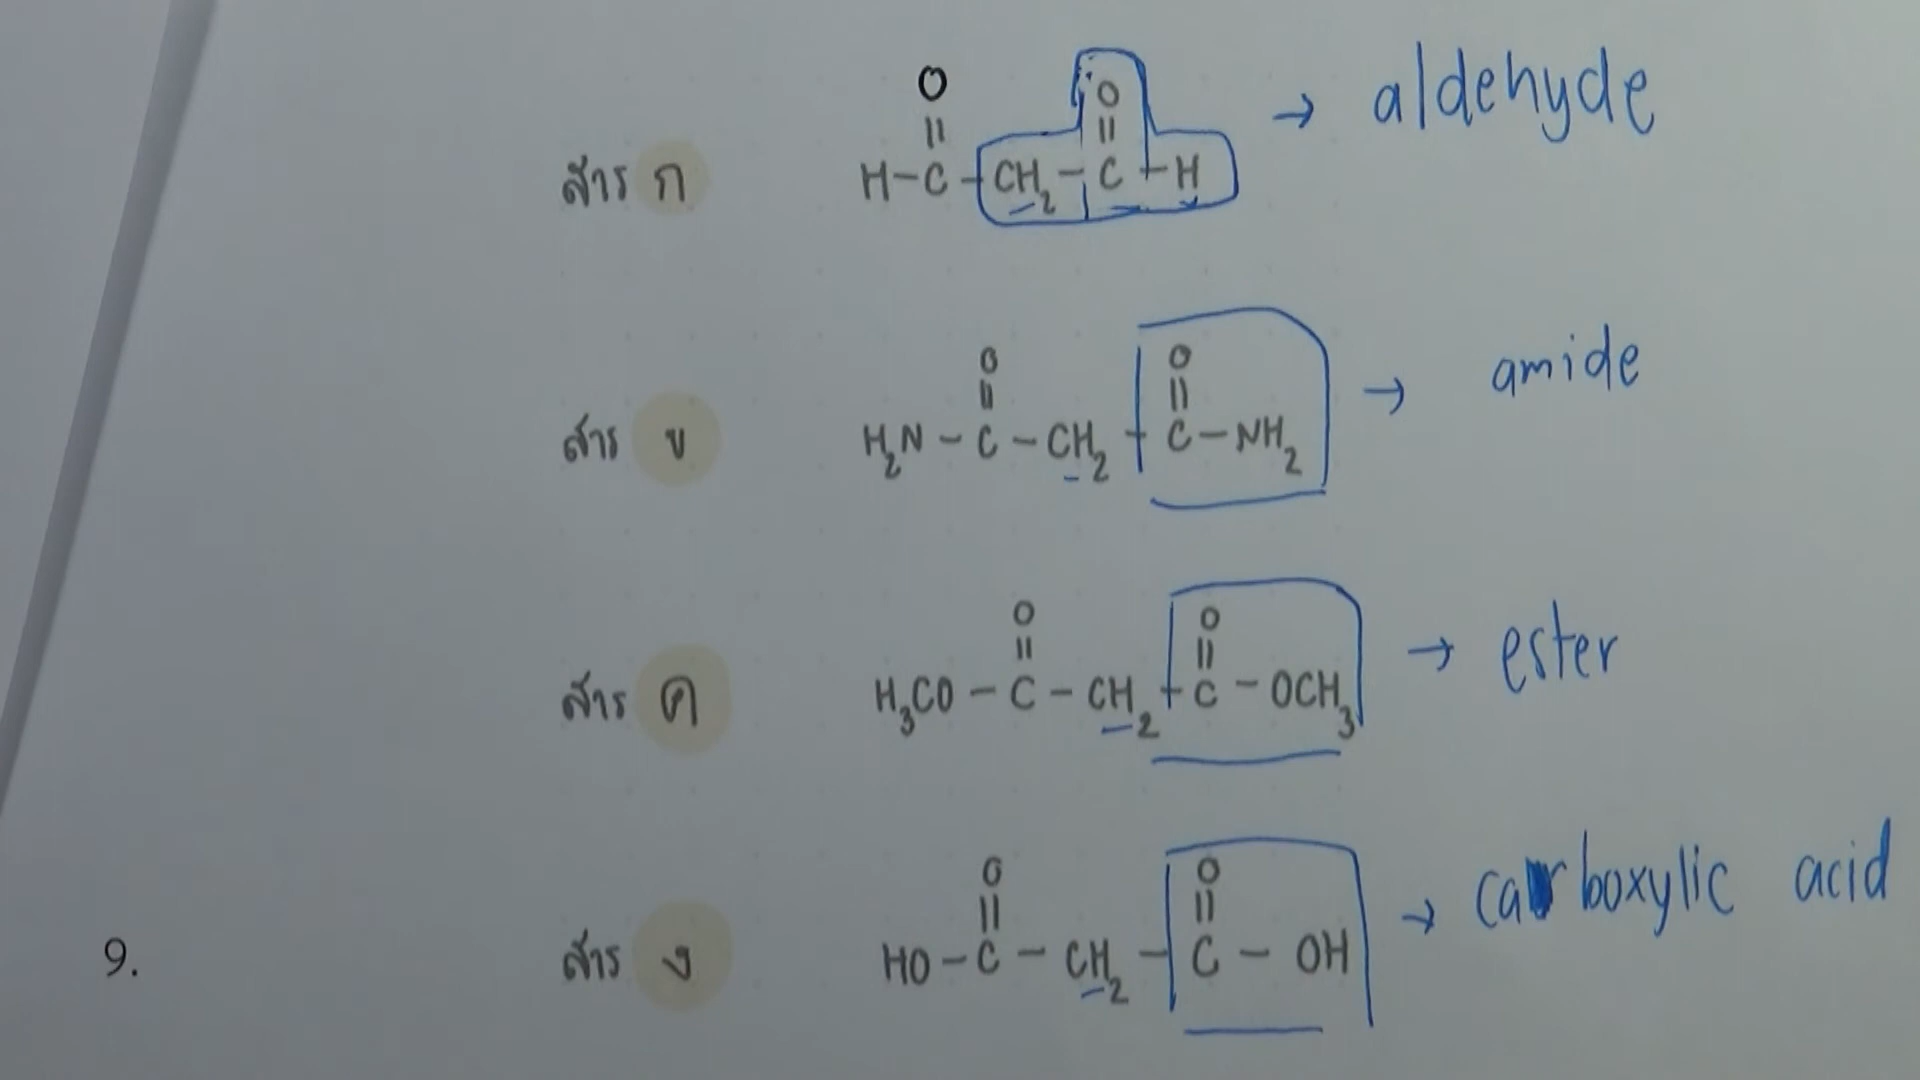 O O → aldehyde
|| ||
สาร ก H-C-CH₂-C-H
O O → amide
|| ||
สาร ข H₂N-C-CH₂-C-NH₂
O O → ester
|| ||
สาร ค H₃CO-C-CH₂-C-OCH₃
O O → carboxylic acid
|| ||
9. สาร ง HO-C-CH₂-C-OH